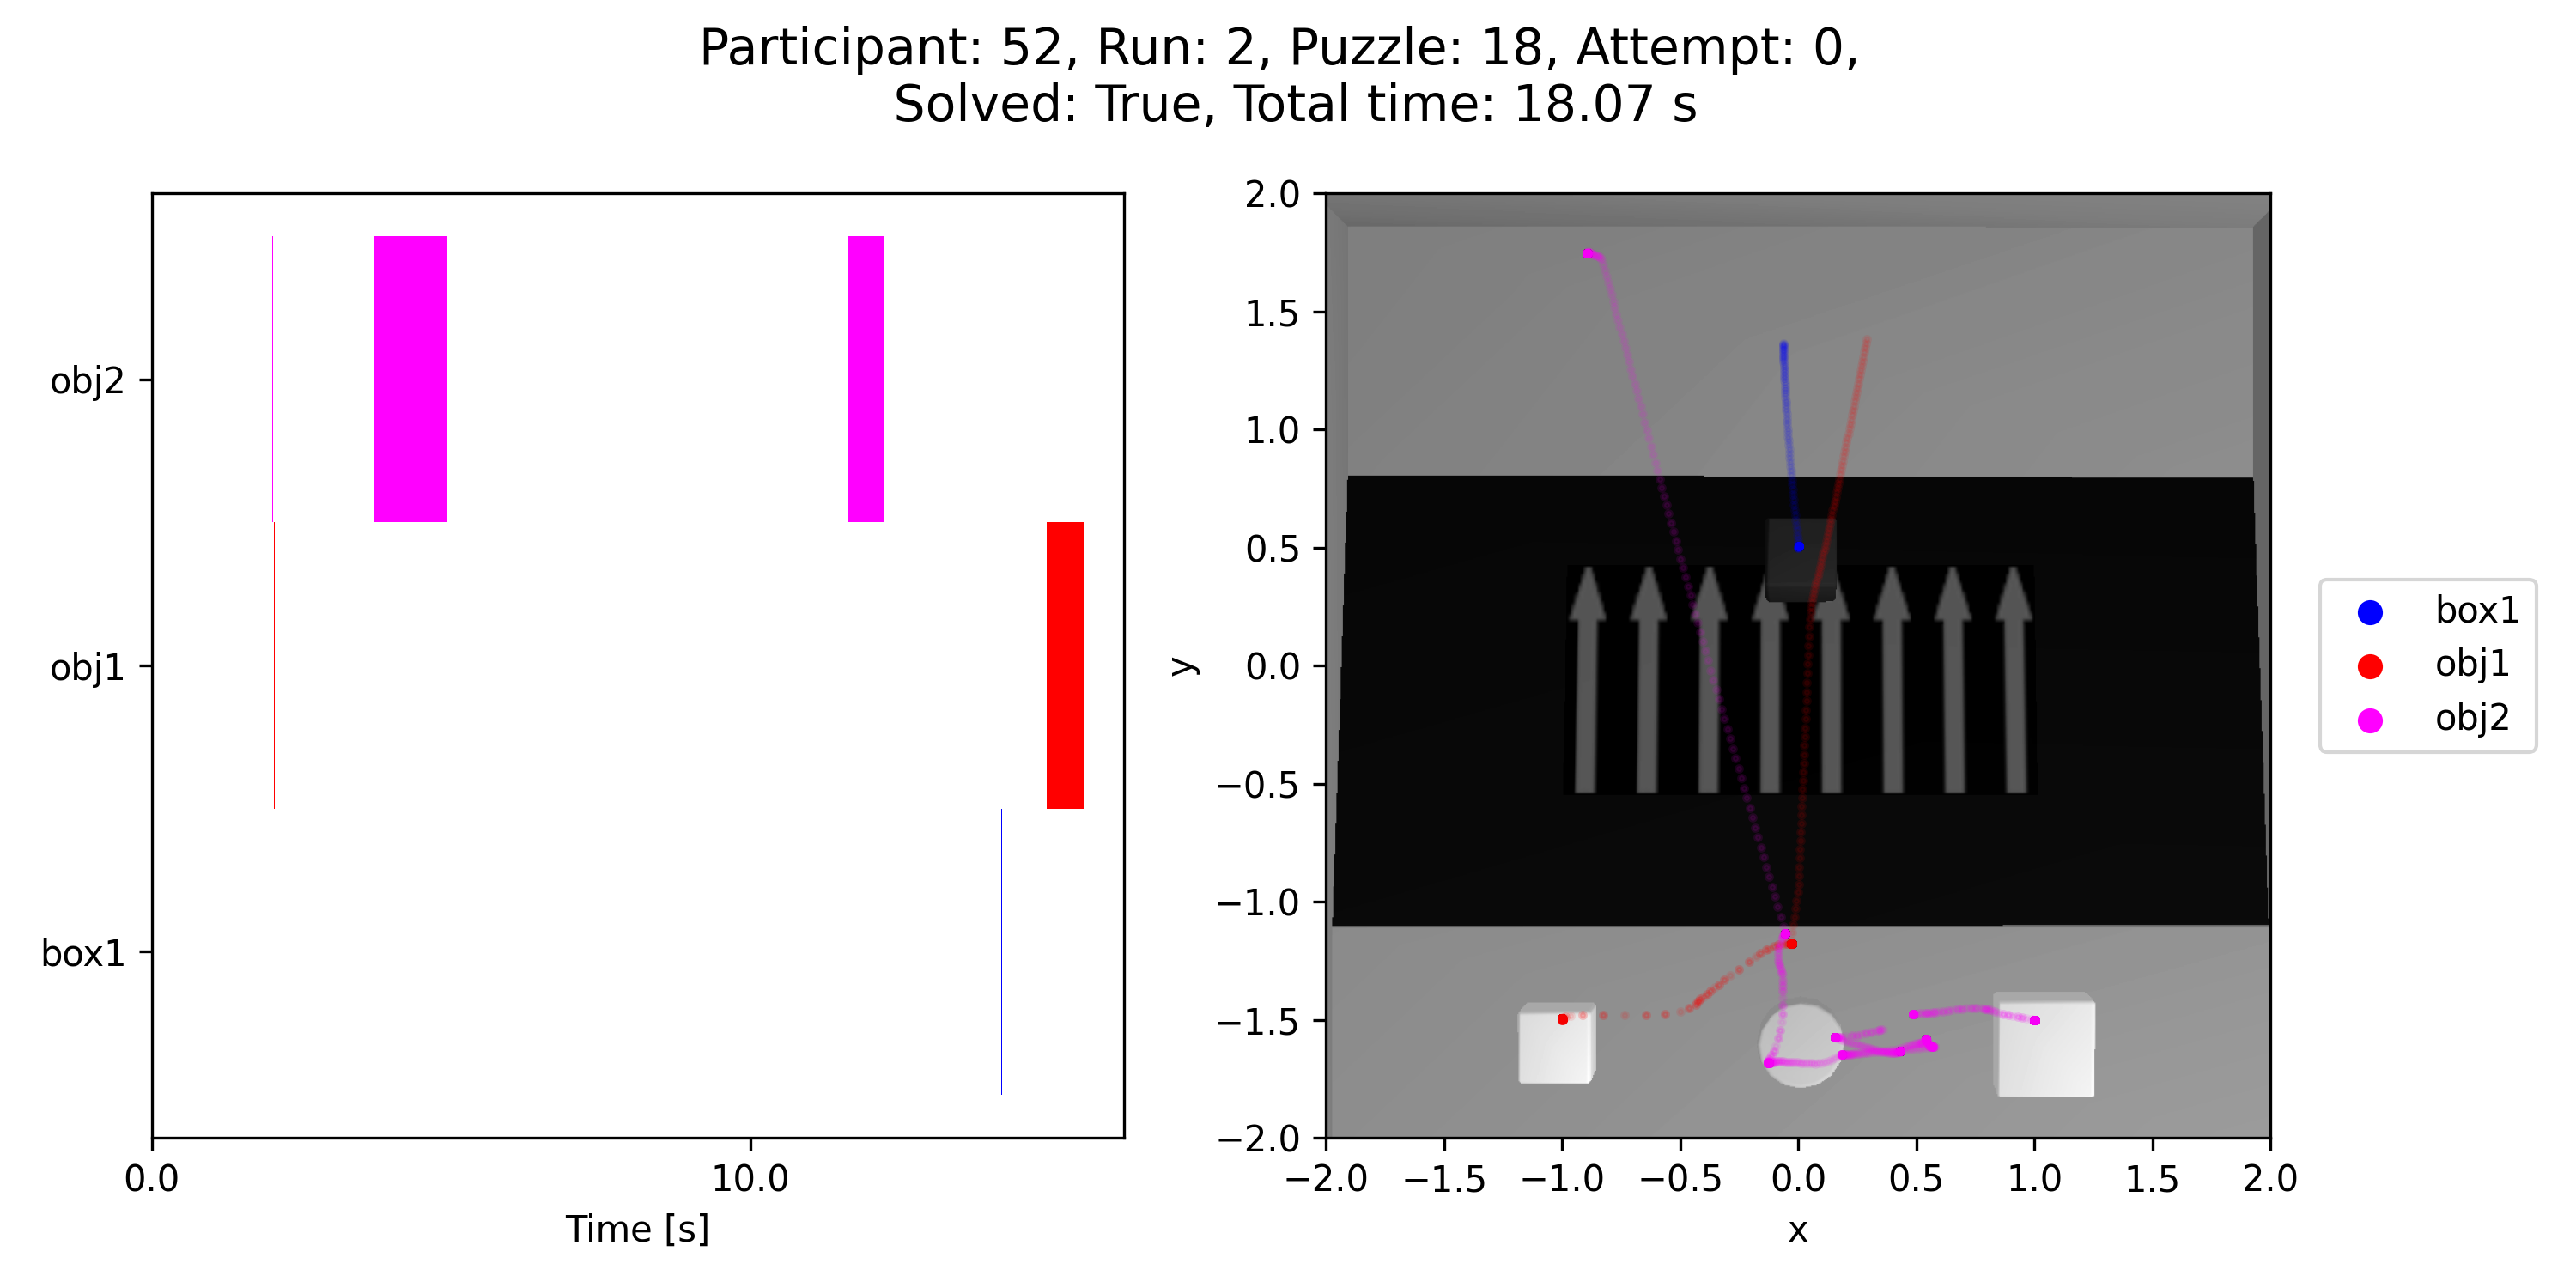 Participant: 52, Run: 2, Puzzle: 18, Attempt: 0,
Solved: True, Total time: 18.07 s
obj2
obj1
box1
0.0
10.0
Time [s]
2.0
1.5
1.0
0.5
0.0
−0.5
−1.0
−1.5
−2.0
y
−2.0
−1.5
−1.0
−0.5
0.0
0.5
1.0
1.5
2.0
x
box1
obj1
obj2